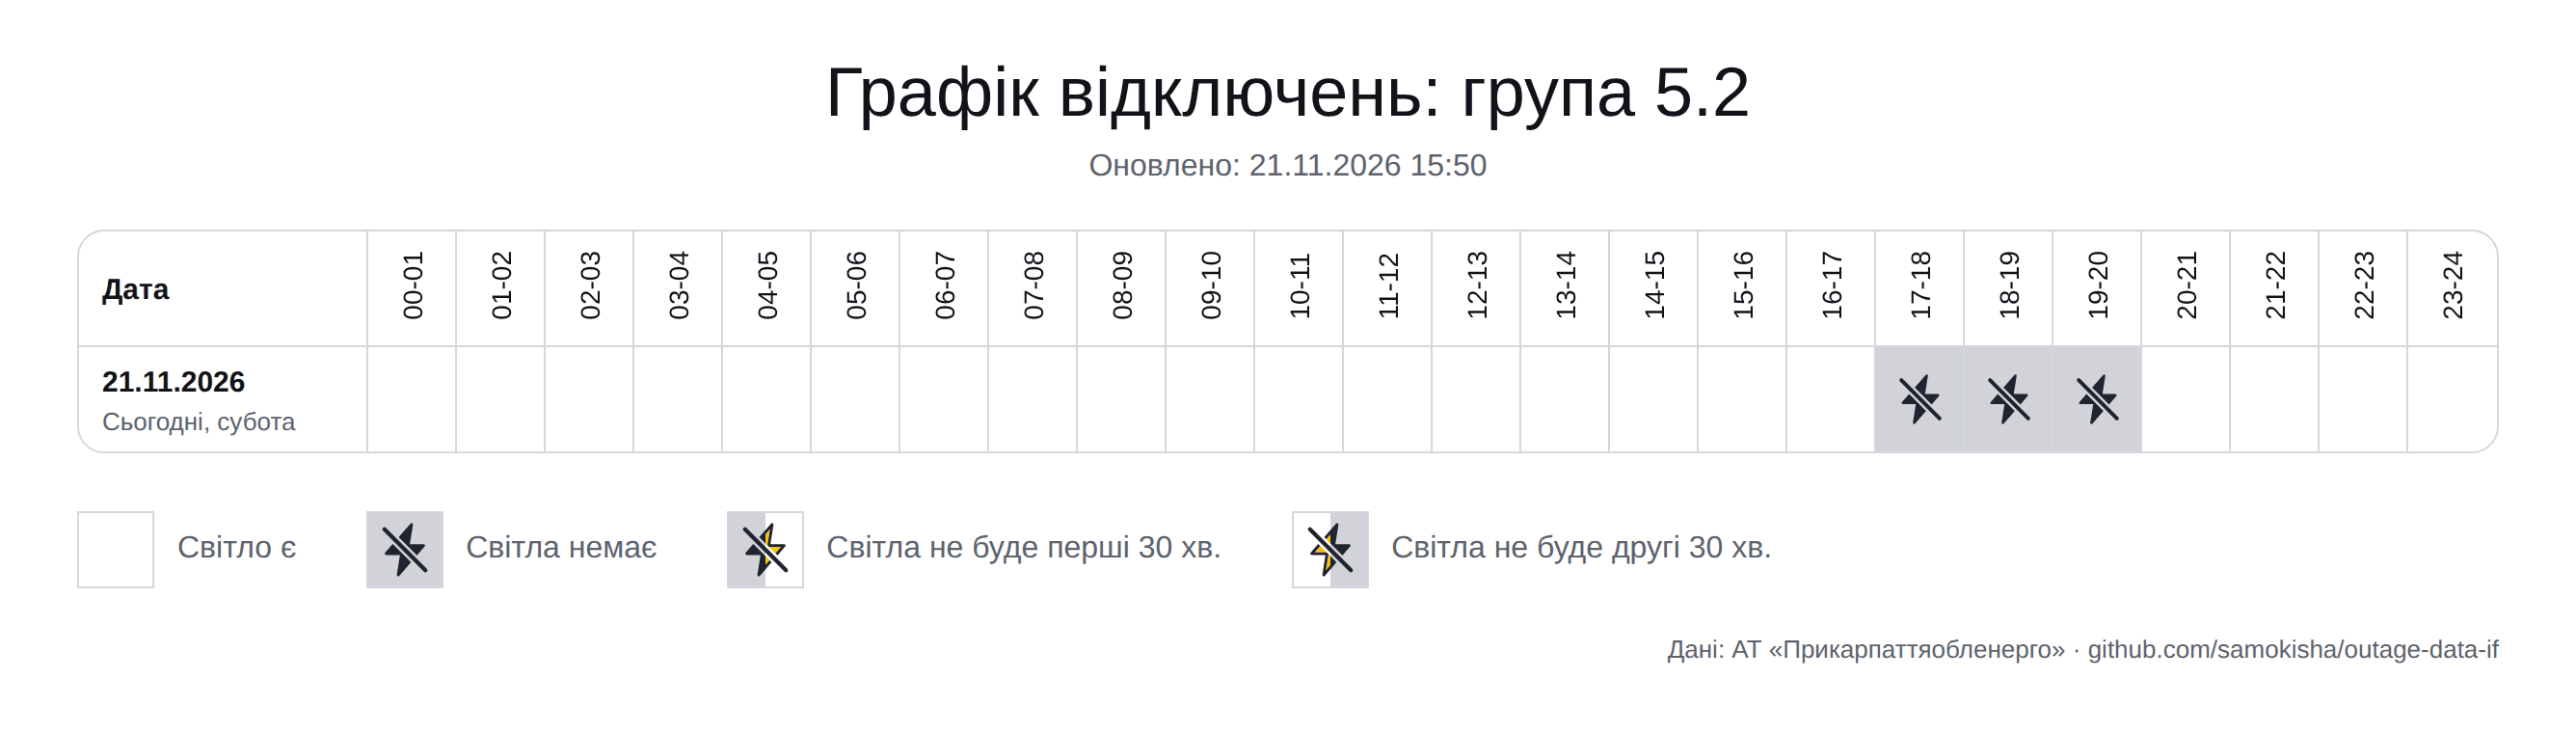 Графік відключень: група 5.2
Оновлено: 21.11.2026 15:50
Дата 00-01 01-02 02-03 03-04 04-05 05-06 06-07 07-08 08-09 09-10 10-11 11-12 12-13 13-14 14-15 15-16 16-17 17-18 18-19 19-20 20-21 21-22 22-23 23-24
21.11.2026
Сьогодні, субота
Світло є Світла немає Світла не буде перші 30 хв. Світла не буде другі 30 хв.
Дані: АТ «Прикарпаттяобленерго» · github.com/samokisha/outage-data-if